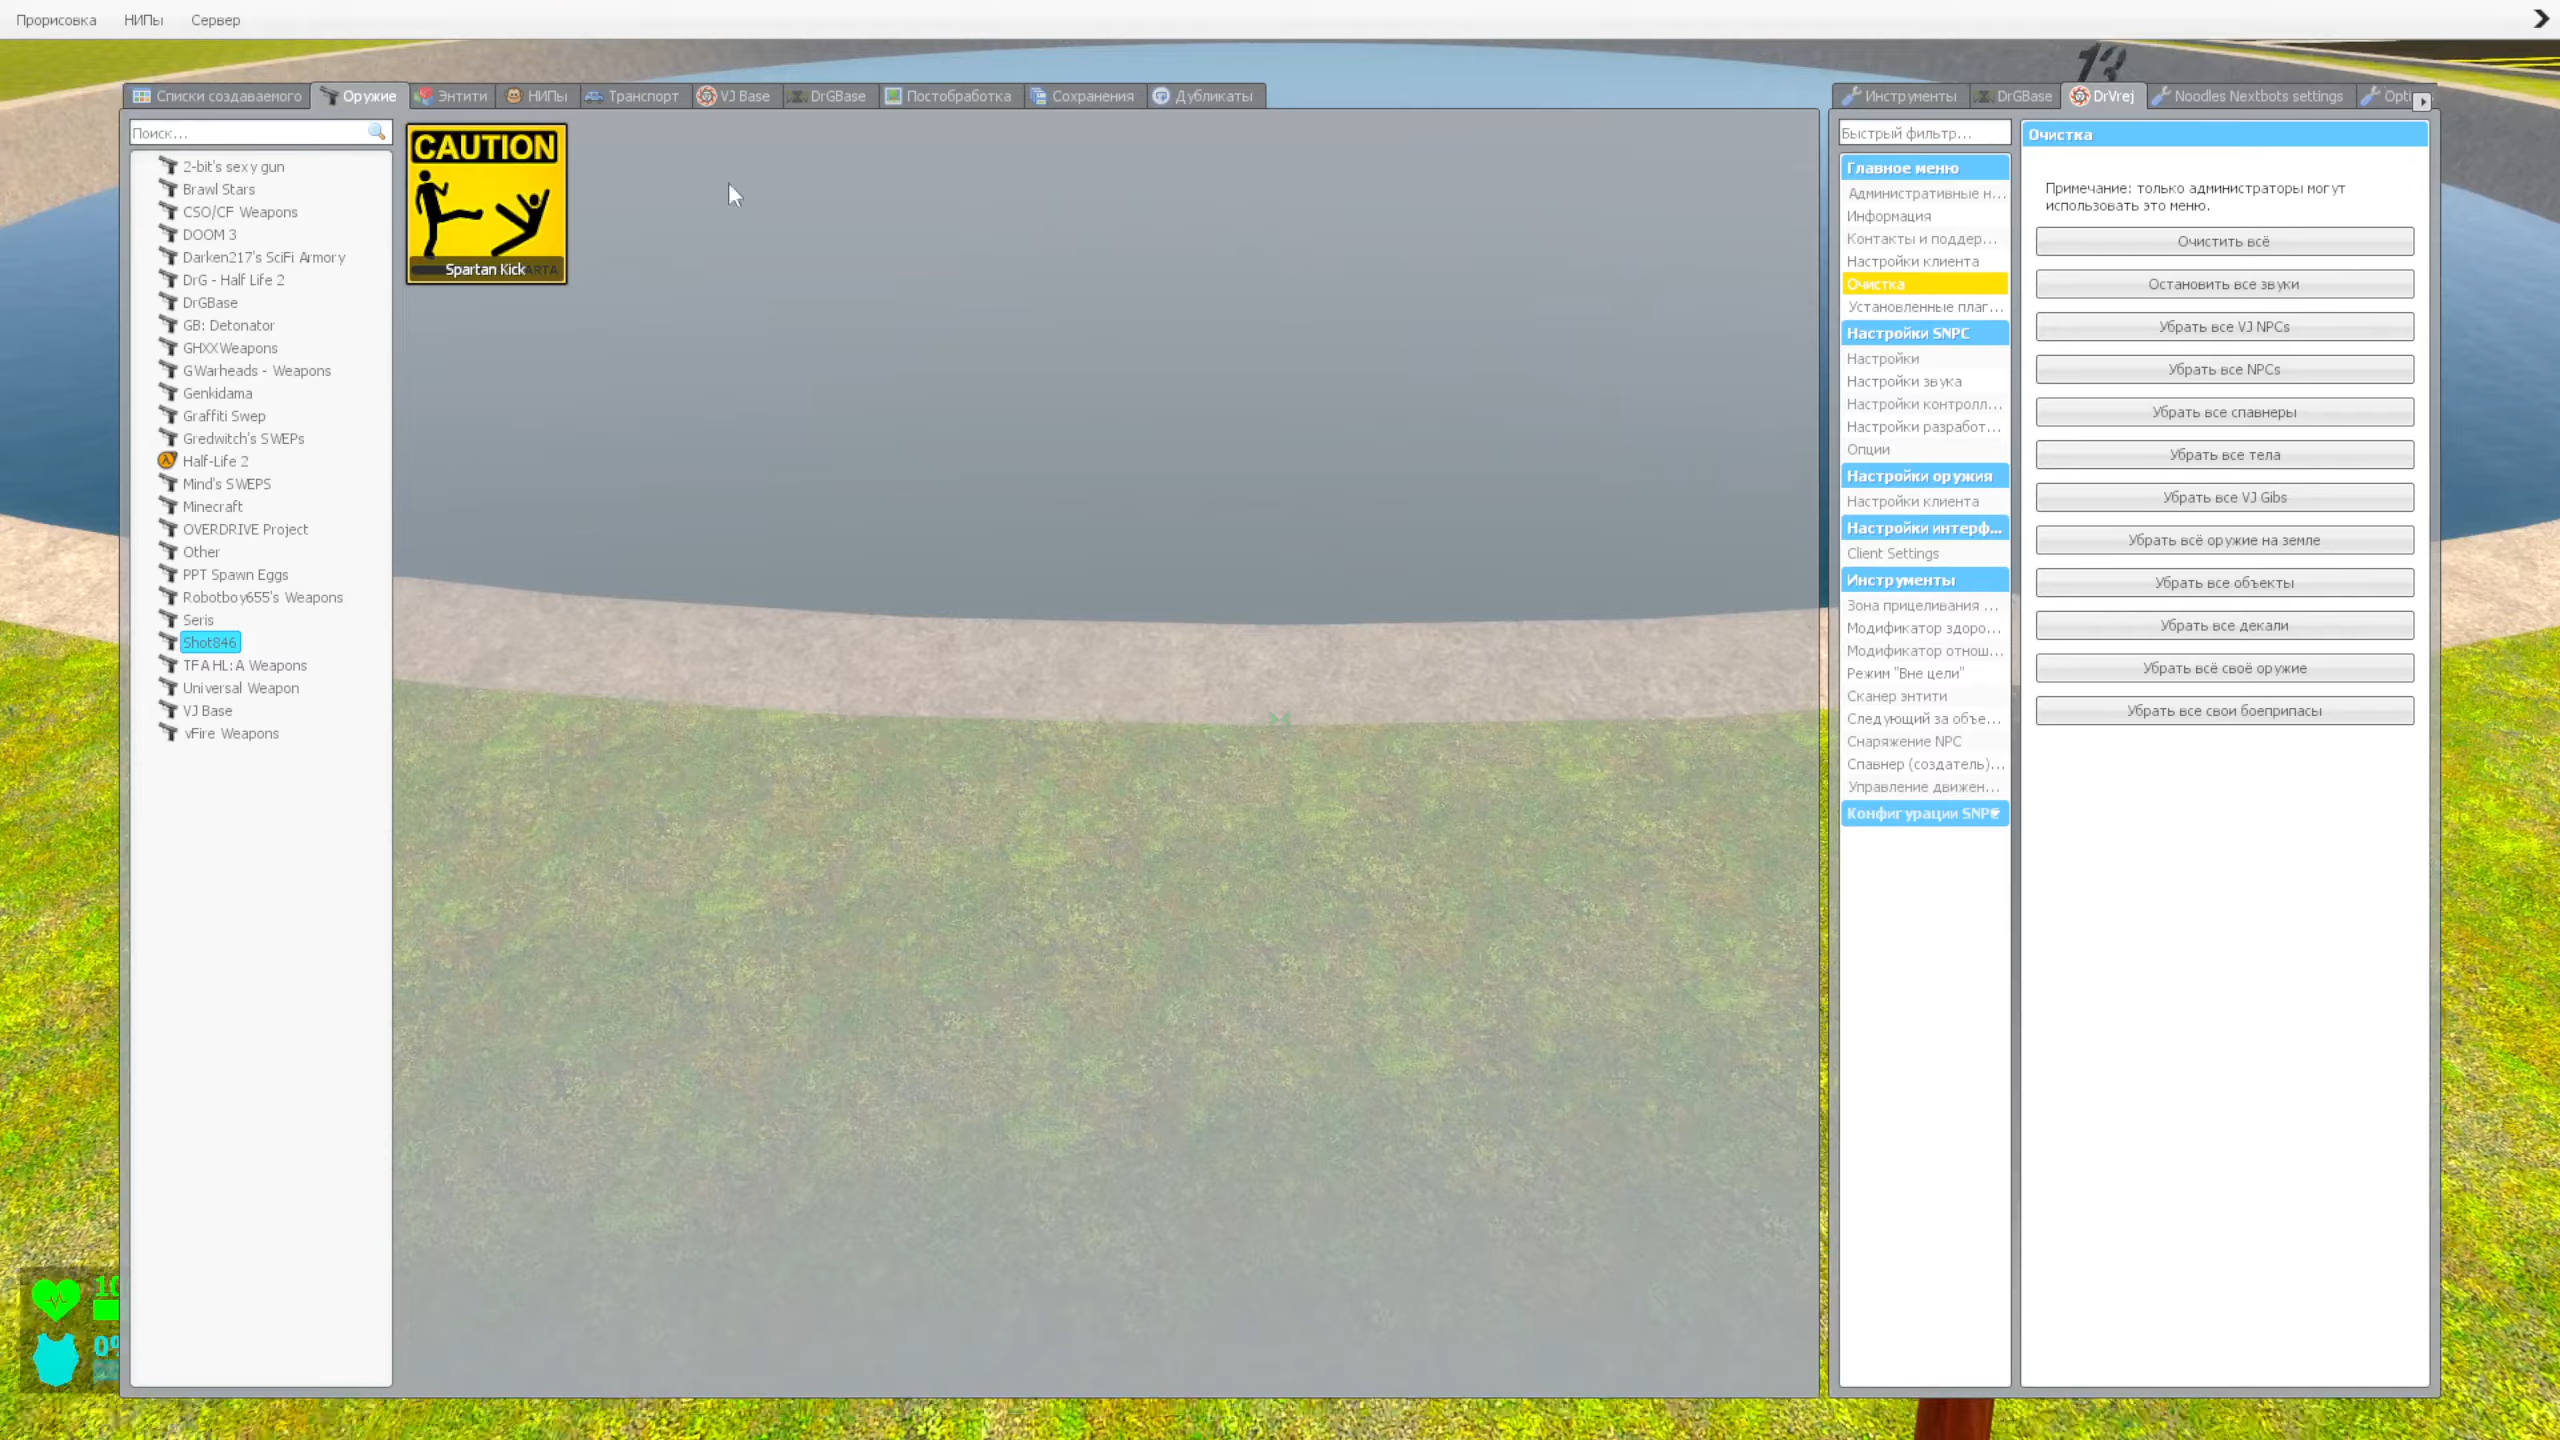 Прорисовка НИПы Сервер
13
Списки создаваемого Оружие Энтити НИПы Транспорт VJ Base DrGBase Постобработка Сохранения Дубликаты
Поиск...
2-bit's sexy gun
Brawl Stars
CSO/CF Weapons
DOOM 3
Darken217's SciFi Armory
DrG - Half Life 2
DrGBase
GB: Detonator
GHXXWeapons
GWarheads - Weapons
Genkidama
Graffiti Swep
Gredwitch's SWEPs
Half-Life 2
Mind's SWEPS
Minecraft
OVERDRIVE Project
Other
PPT Spawn Eggs
Robotboy655's Weapons
Seris
Shot846
TFA HL:A Weapons
Universal Weapon
VJ Base
vFire Weapons
CAUTION
Spartan Kick
Инструменты DrGBase DrVrej Noodles Nextbots settings Opti
Быстрый фильтр...
Главное меню
Административные н...
Информация
Контакты и поддер...
Настройки клиента
Очистка
Установленные плаг...
Настройки SNPC
Настройки
Настройки звука
Настройки контролл...
Настройки разработ...
Опции
Настройки оружия
Настройки клиента
Настройки интерф...
Client Settings
Инструменты
Зона прицеливания ...
Модификатор здоро...
Модификатор отнош...
Режим "Вне цели"
Сканер энтити
Следующий за объе...
Снаряжение NPC
Спавнер (создатель)...
Управление движен...
Конфигурации SNPC
Очистка
Примечание: только администраторы могут
использовать это меню.
Очистить всё
Остановить все звуки
Убрать все VJ NPCs
Убрать все NPCs
Убрать все спавнеры
Убрать все тела
Убрать все VJ Gibs
Убрать всё оружие на земле
Убрать все объекты
Убрать все декали
Убрать всё своё оружие
Убрать все свои боеприпасы